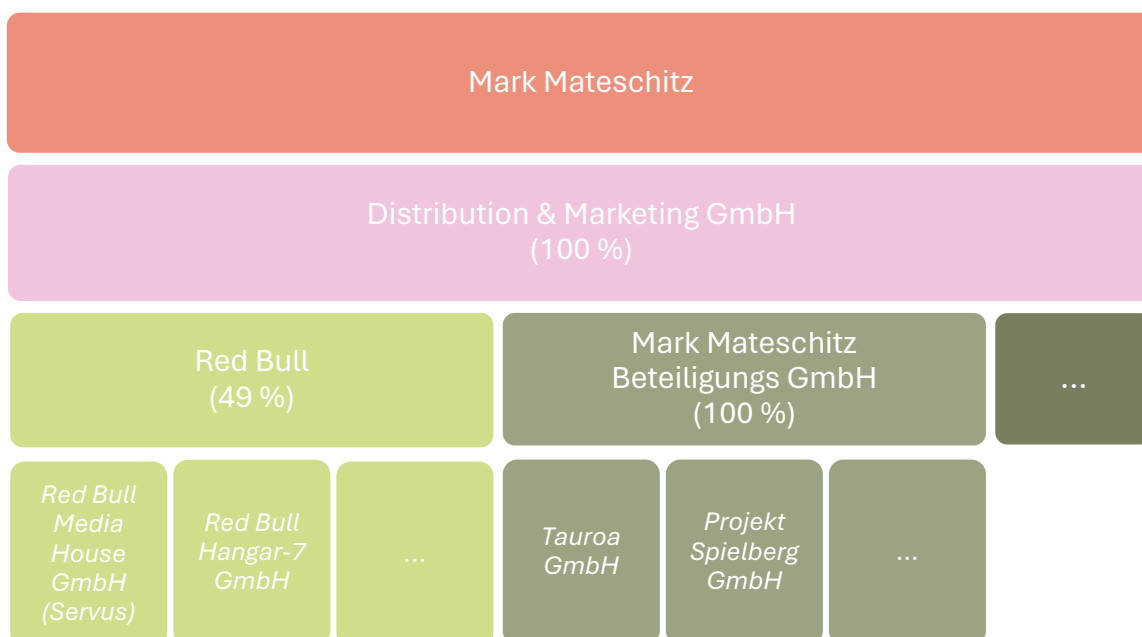 Mark Mateschitz
Distribution & Marketing GmbH
(100 %)
Red Bull
(49 %)
Mark Mateschitz
Beteiligungs GmbH
(100 %)
...
Red Bull
Media
House
GmbH
(Servus)
Red Bull
Hangar-7
GmbH
...
Tauroa
GmbH
Projekt
Spielberg
GmbH
...